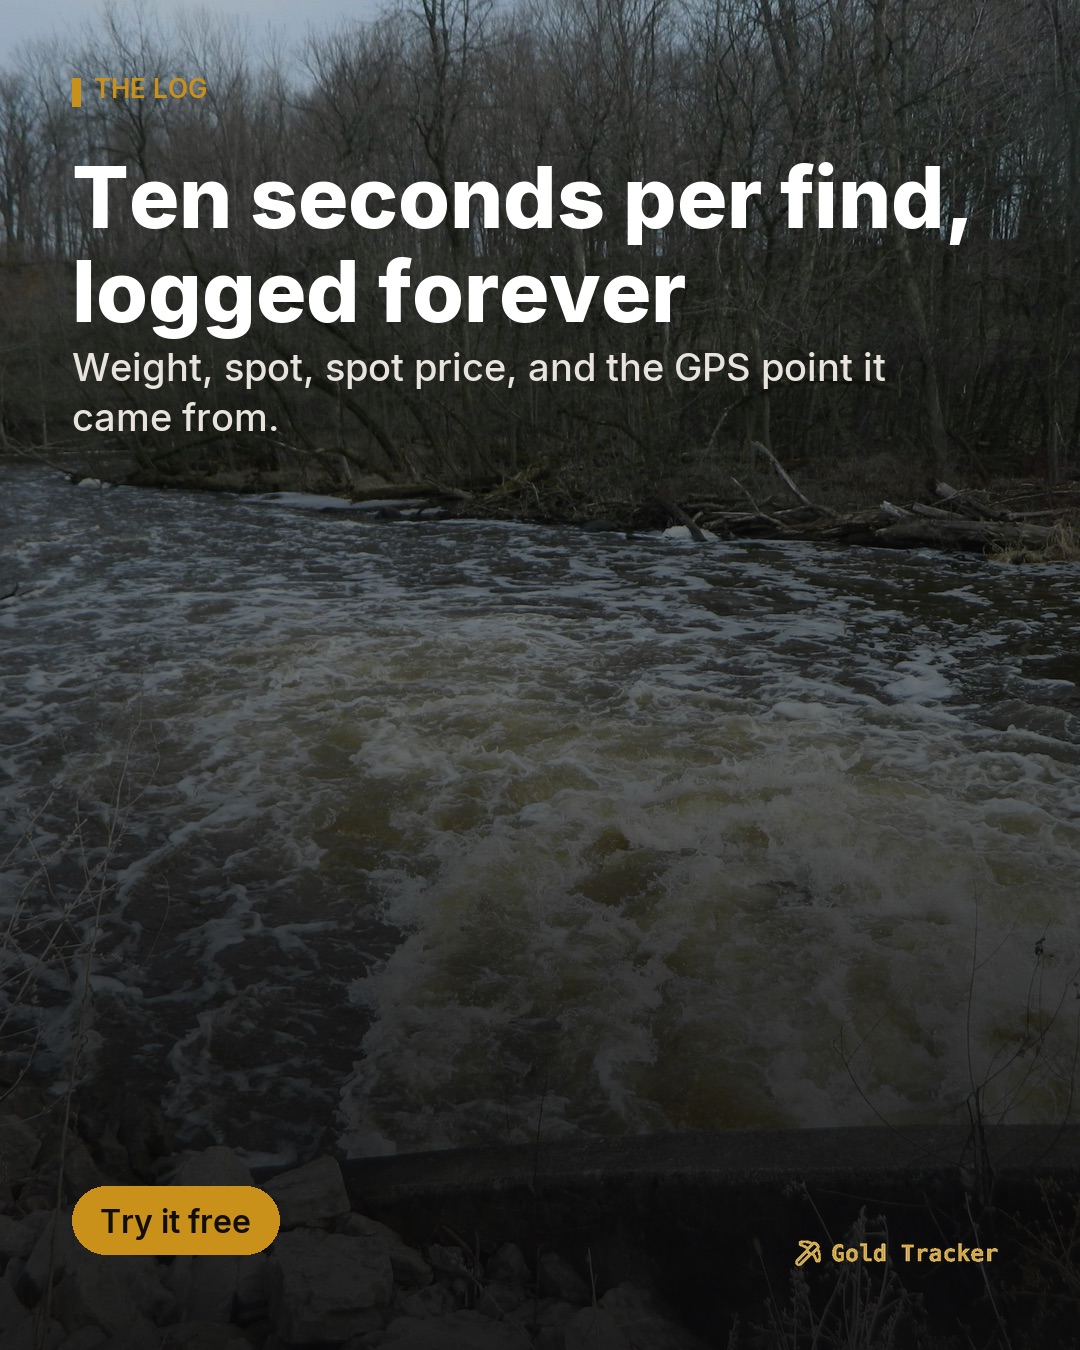 THE LOG
Ten seconds per find,
logged forever
Weight, spot, spot price, and the GPS point it
came from.
Try it free
Gold Tracker